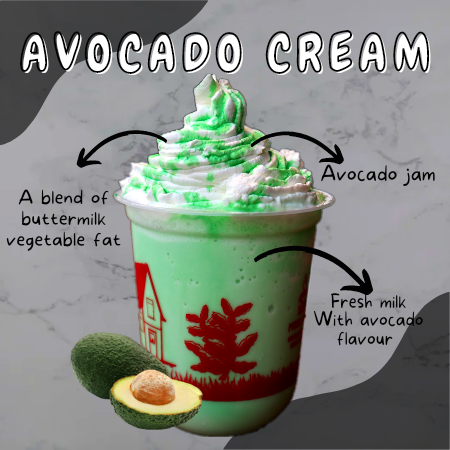 AVOCADO CREAM
Avocado jam
A blend of
buttermilk
vegetable fat
Fresh milk
With avocado
flavour